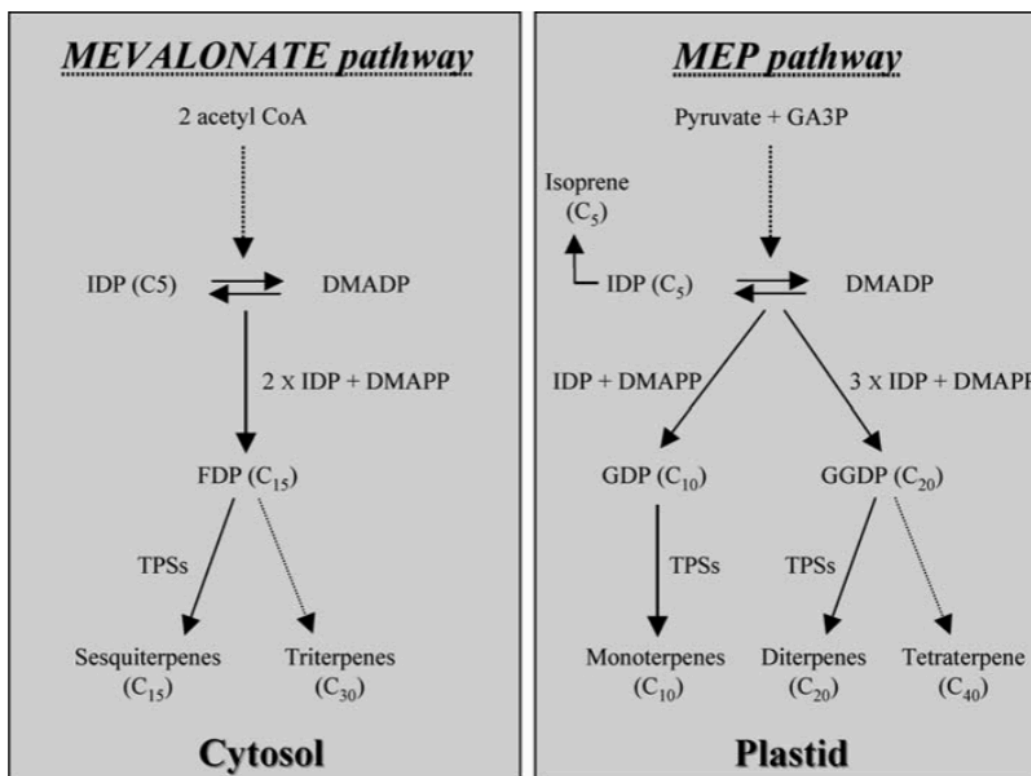 MEVALONATE pathway
2 acetyl CoA
IDP (C5)
DMADP
2 x IDP + DMAPP
FDP (C₁₅)
TPSs
Sesquiterpenes
(C₁₅)
Triterpenes
(C₃₀)
Cytosol
MEP pathway
Pyruvate + GA3P
Isoprene
(C₅)
IDP (C₅)
DMADP
IDP + DMAPP
3 x IDP + DMAPP
GDP (C₁₀)
GGDP (C₂₀)
TPSs
TPSs
Monoterpenes
(C₁₀)
Diterpenes
(C₂₀)
Tetraterpene
(C₄₀)
Plastid